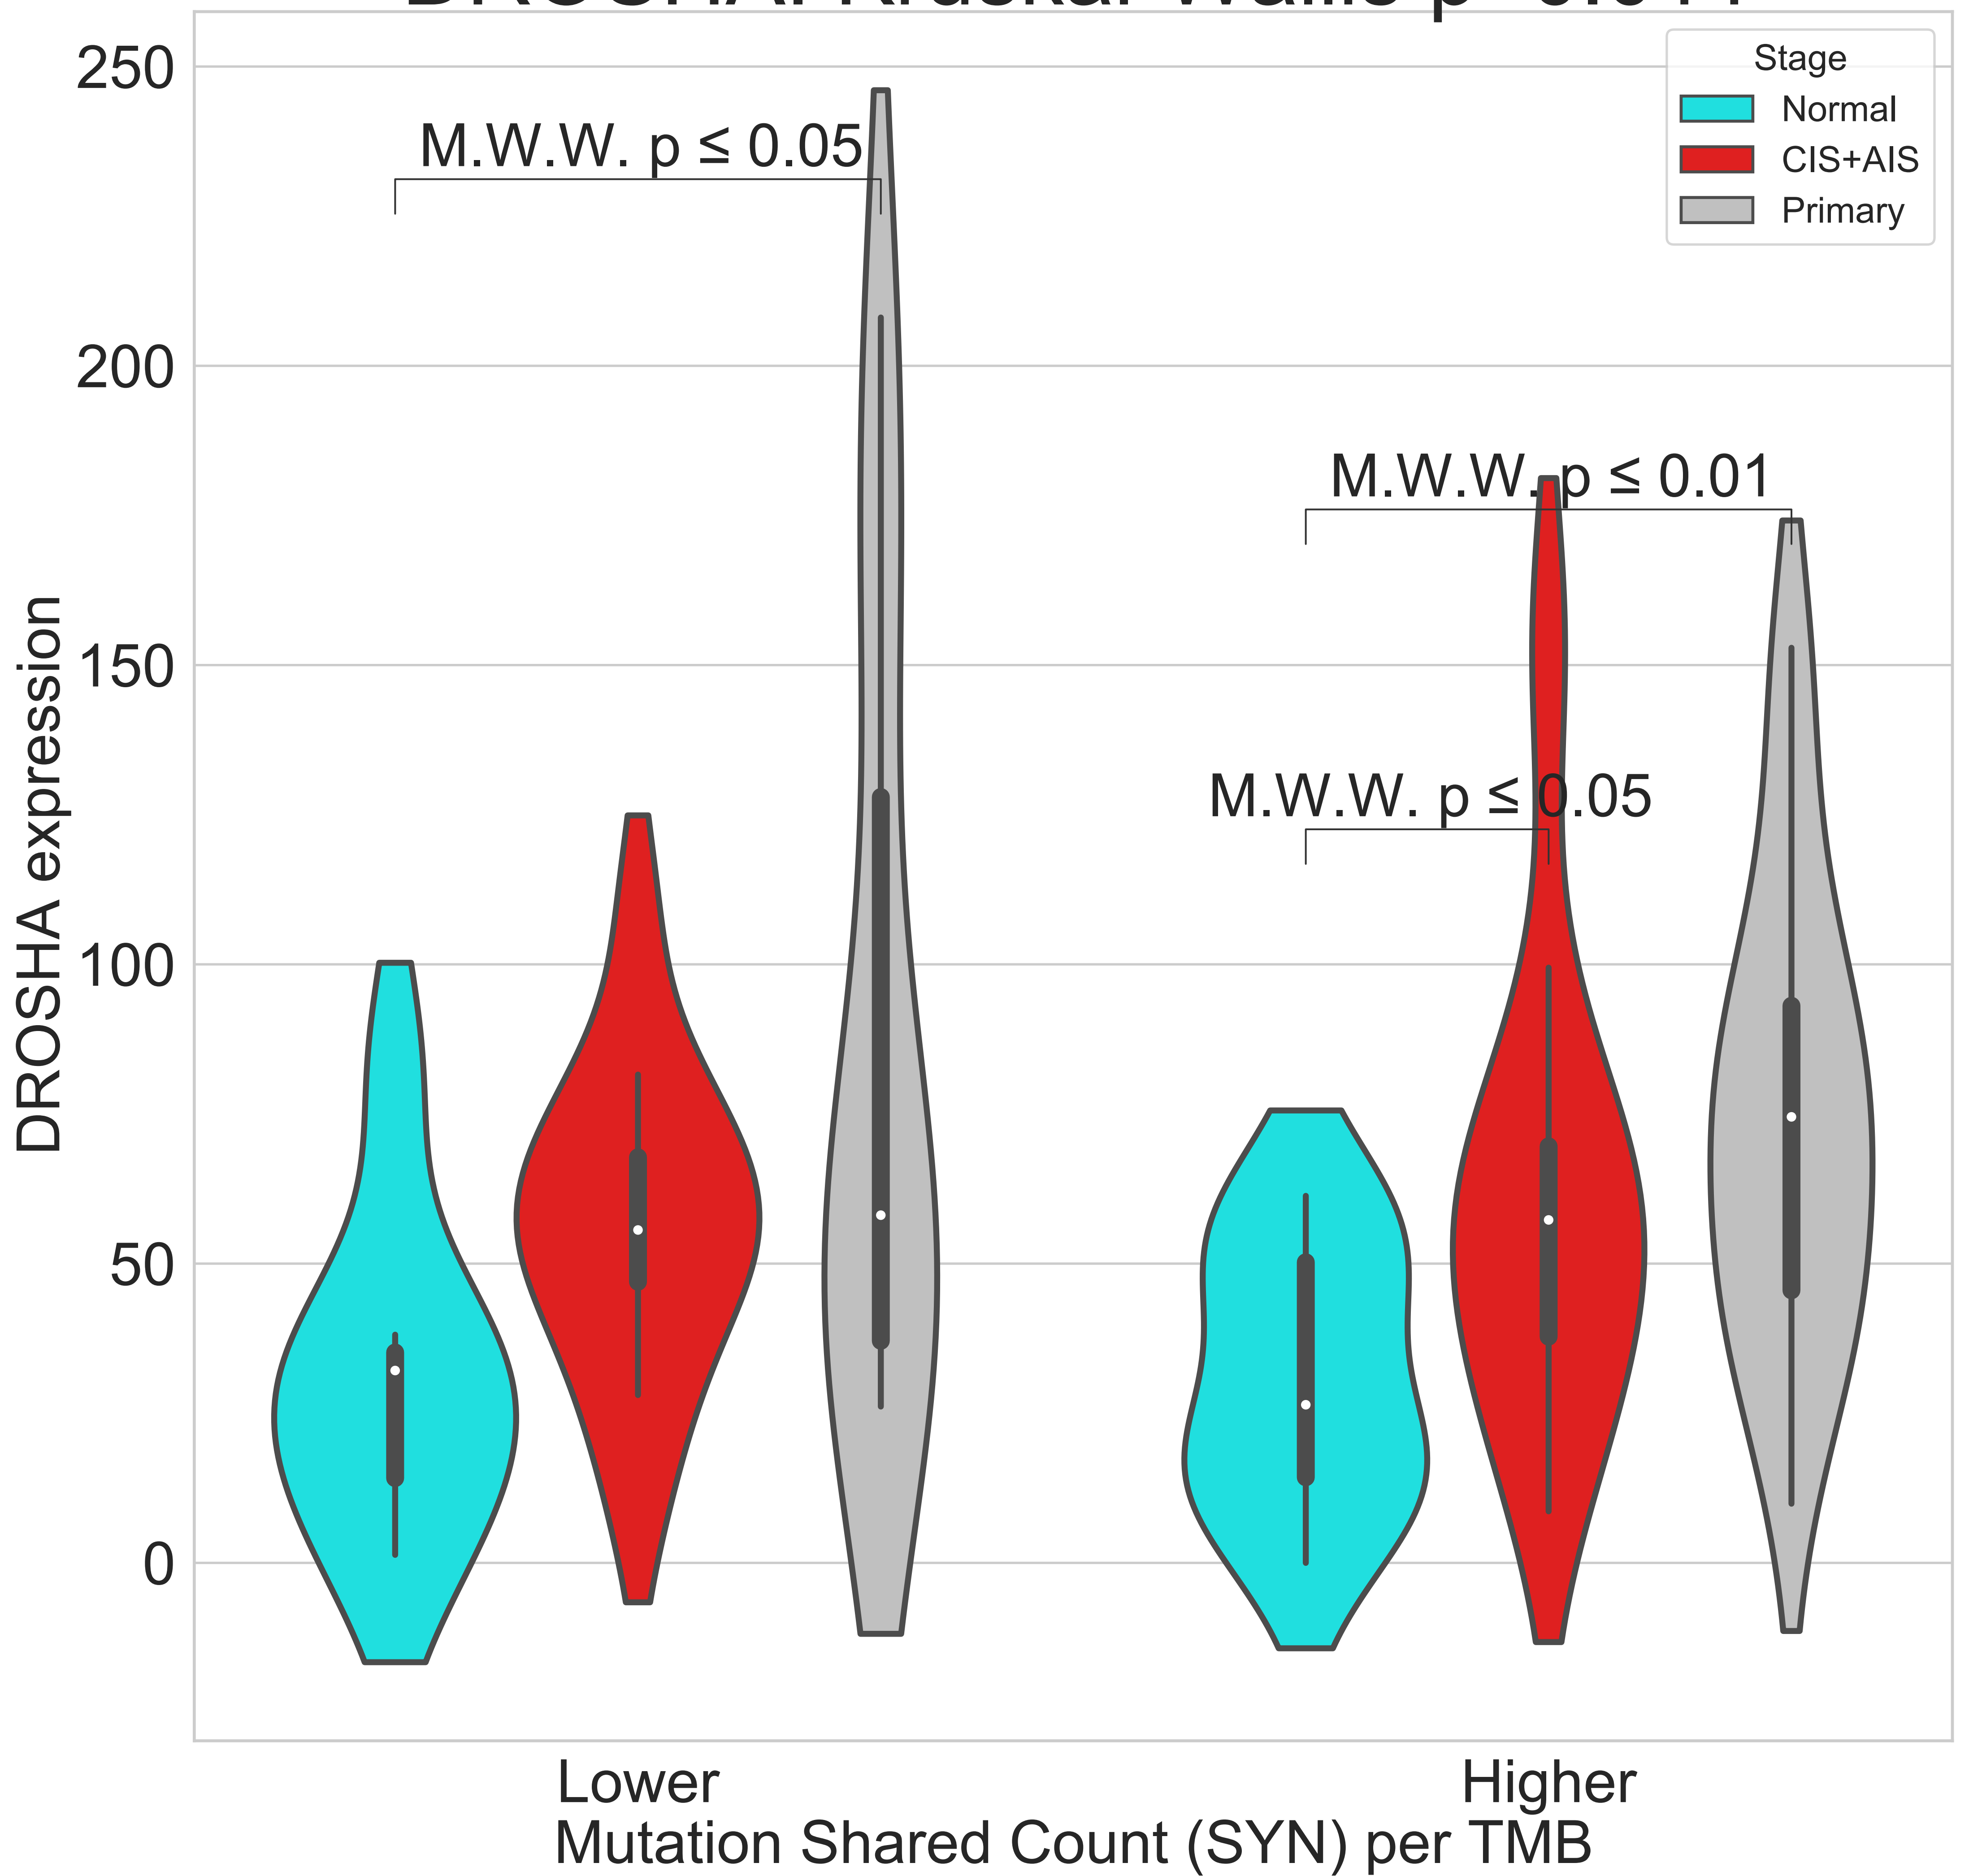 250
200
150
100
50
0
DROSHA expression
M.W.W. p ≤ 0.05
M.W.W. p ≤ 0.01
M.W.W. p ≤ 0.05
Stage
Normal
CIS+AIS
Primary
Lower
Higher
Mutation Shared Count (SYN) per TMB